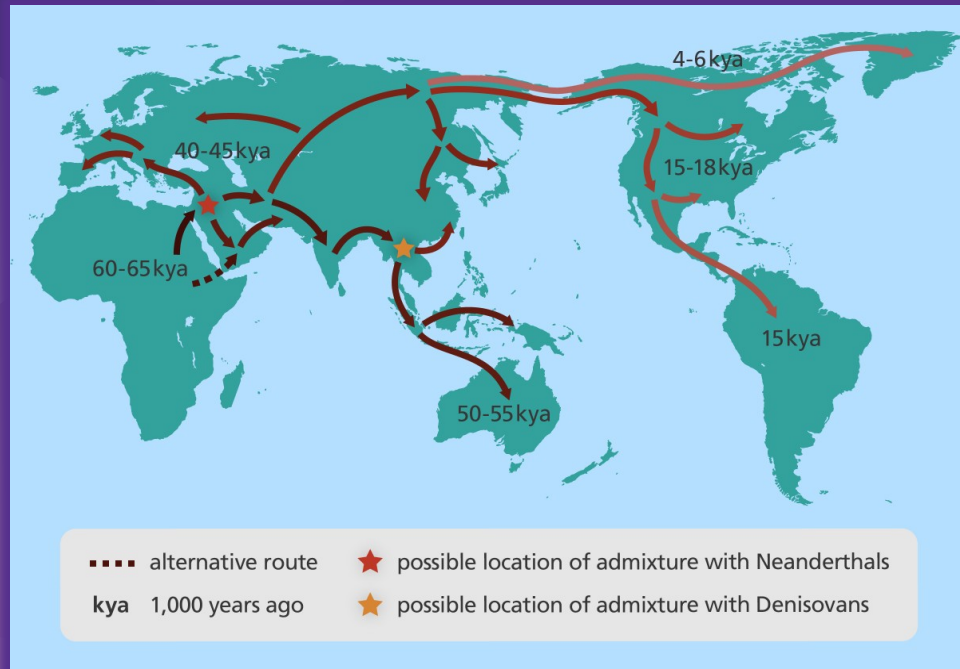 4-6kya
40-45kya
15-18kya
60-65kya
15kya
50-55kya
alternative route
possible location of admixture with Neanderthals
kya 1,000 years ago
possible location of admixture with Denisovans